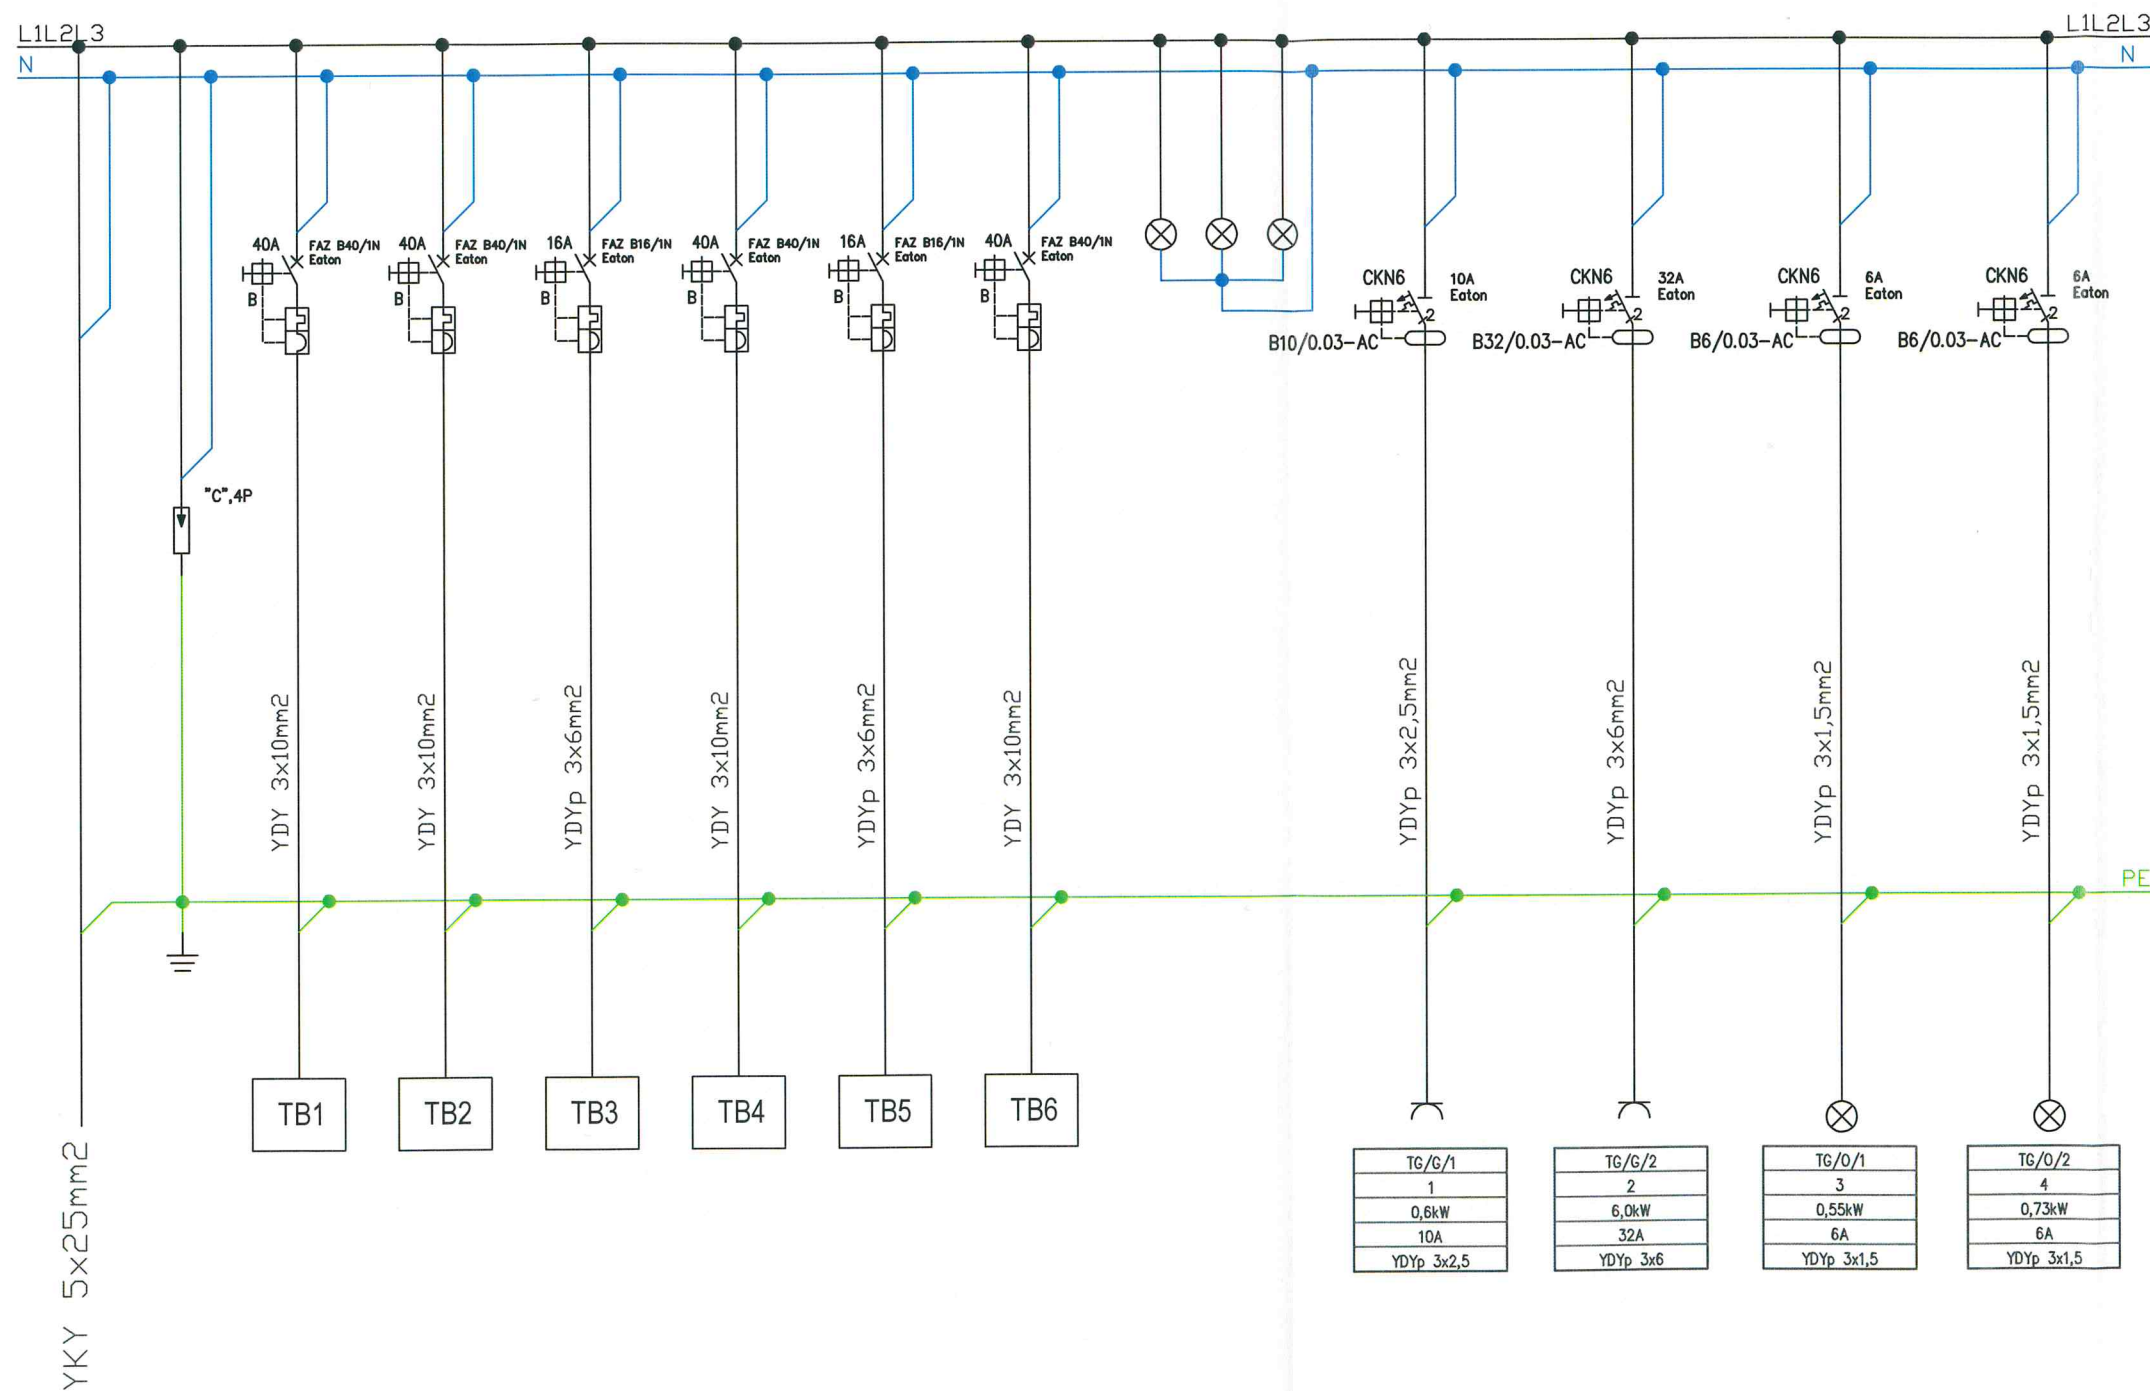 L1L2L3
L1L2L3
N
N
40A
FAZ B40/1N
Eaton
B
40A
FAZ B40/1N
Eaton
B
16A
FAZ B16/1N
Eaton
B
40A
FAZ B40/1N
Eaton
B
16A
FAZ B16/1N
Eaton
B
40A
FAZ B40/1N
Eaton
B
CKN6
10A
Eaton
2
B10/0.03-AC
CKN6
32A
Eaton
2
B32/0.03-AC
CKN6
6A
Eaton
2
B6/0.03-AC
CKN6
6A
Eaton
2
B6/0.03-AC
"C",4P
YDY 3x10mm2
YDY 3x10mm2
YDYp 3x6mm2
YDY 3x10mm2
YDYp 3x6mm2
YDY 3x10mm2
YDYp 3x2,5mm2
YDYp 3x6mm2
YDYp 3x1,5mm2
YDYp 3x1,5mm2
PE
TB1
TB2
TB3
TB4
TB5
TB6
YKY 5x25mm2
TG/G/1
1
0,6kW
10A
YDYp 3x2,5
TG/G/2
2
6,0kW
32A
YDYp 3x6
TG/O/1
3
0,55kW
6A
YDYp 3x1,5
TG/O/2
4
0,73kW
6A
YDYp 3x1,5